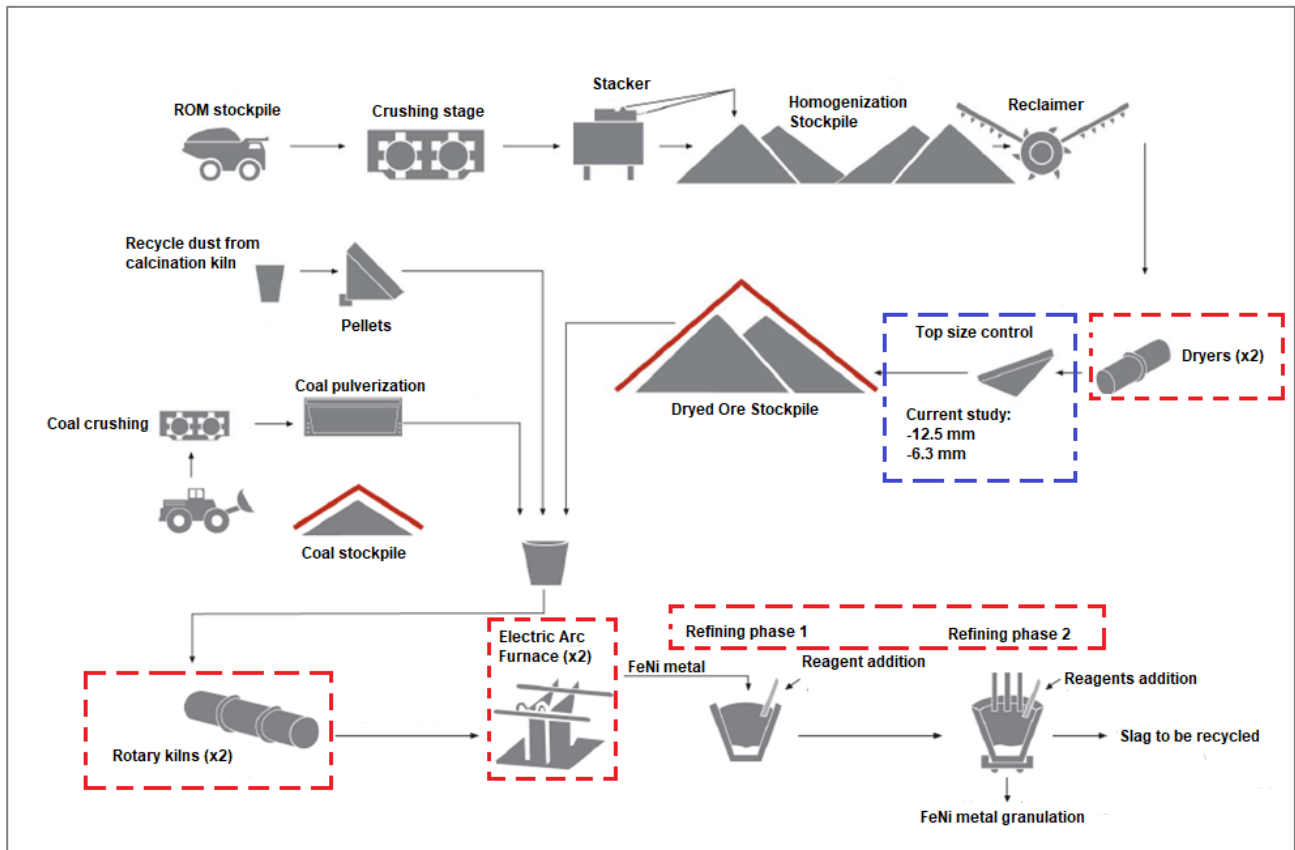 ROM stockpile
Crushing stage
Stacker
Homogenization
Stockpile
Reclaimer
Recycle dust from
calcination kiln
Pellets
Top size control
Dryers (x2)
Current study:
-12.5 mm
-6.3 mm
Dried Ore Stockpile
Coal pulverization
Coal crushing
Coal stockpile
Electric Arc
Furnace (x2)
FeNi metal
Refining phase 1
Refining phase 2
Reagent addition
Reagents addition
Rotary kilns (x2)
Slag to be recycled
FeNi metal granulation